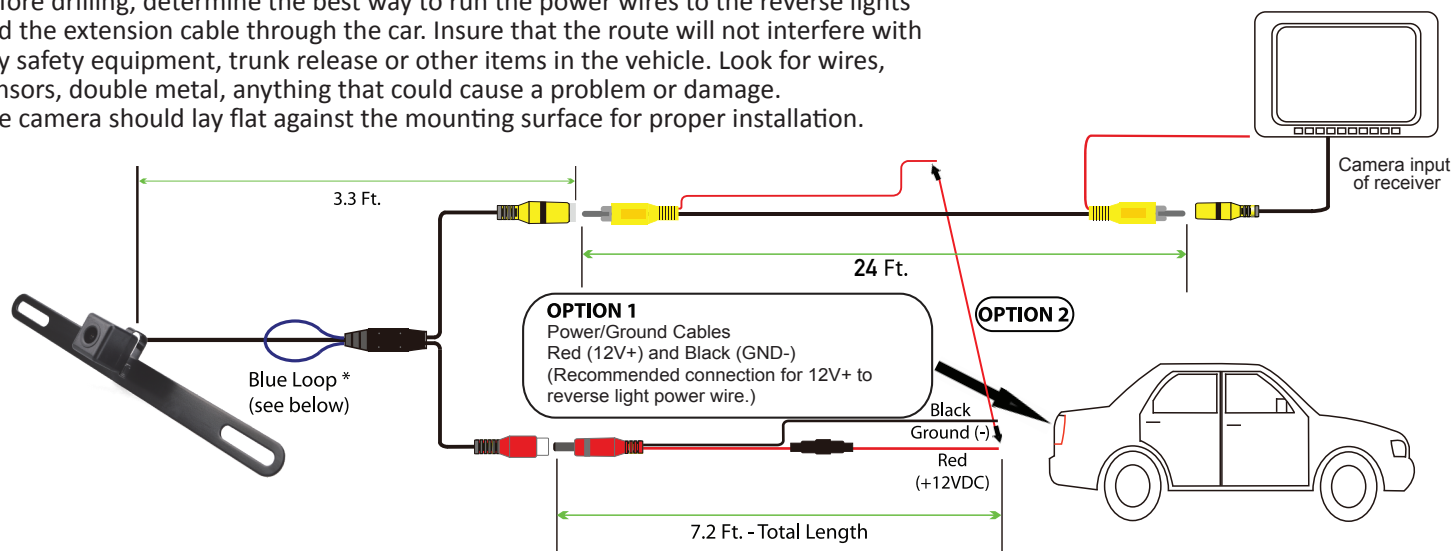 drilling, determine the best way to run the power wires to the reverse lights
the extension cable through the car. Insure that the route will not interfere with
safety equipment, trunk release or other items in the vehicle. Look for wires,
double metal, anything that could cause a problem or damage.
camera should lay flat against the mounting surface for proper installation.
Camera input
of receiver
3.3 Ft.
24 Ft.
OPTION 1
Power/Ground Cables
Red (12V+) and Black (GND-)
(Recommended connection for 12V+ to
reverse light power wire.)
OPTION 2
Blue Loop *
(see below)
Black
Ground (-)
Red
(+12VDC)
7.2 Ft. - Total Length